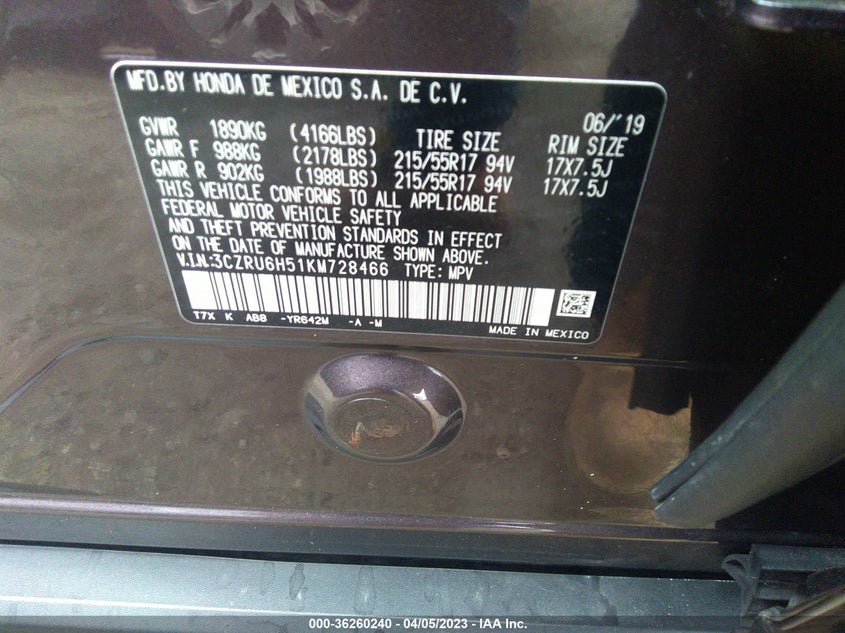 MFD.BY HONDA DE MEXICO S.A. DE C.V.
06/'19
GVWR 1890KG (4166LBS) TIRE SIZE RIM SIZE
GAWR F 988KG (2178LBS) 215/55R17 94V 17X7.5J
GAWR R 902KG (1988LBS) 215/55R17 94V 17X7.5J
THIS VEHICLE CONFORMS TO ALL APPLICABLE
FEDERAL MOTOR VEHICLE SAFETY
AND THEFT PREVENTION STANDARDS IN EFFECT
ON THE DATE OF MANUFACTURE SHOWN ABOVE.
V.I.N:3CZRU6H51KM728466 TYPE: MPV
T7X K ABB -YR642M -A -M
MADE IN MEXICO
000-36260240 - 04/05/2023 - IAA Inc.